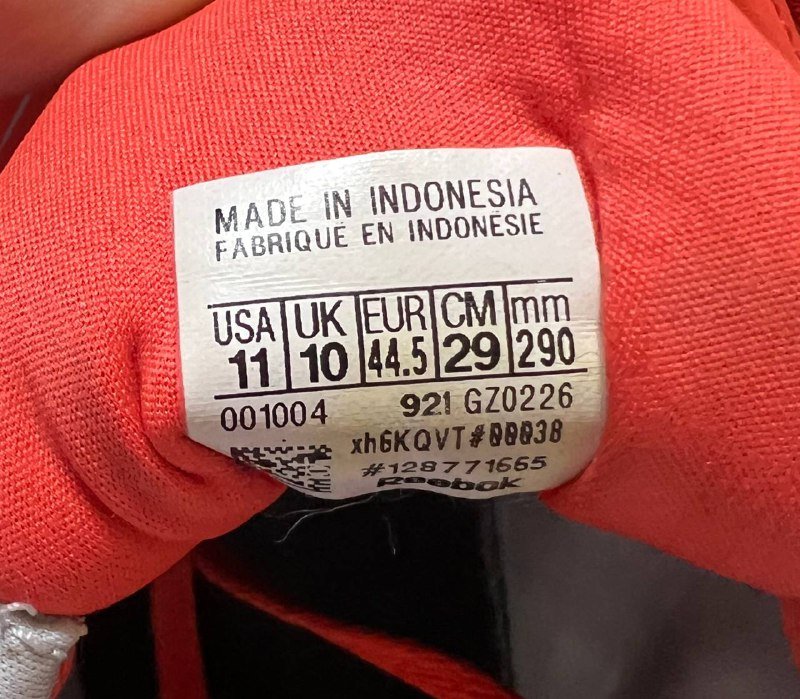 MADE IN INDONESIA
FABRIQUÉ EN INDONÉSIE
USA UK EUR CM mm
11 10 44.5 29 290
001004 921 GZ0226
xh6KQVT#00038
#128771665
Reebok